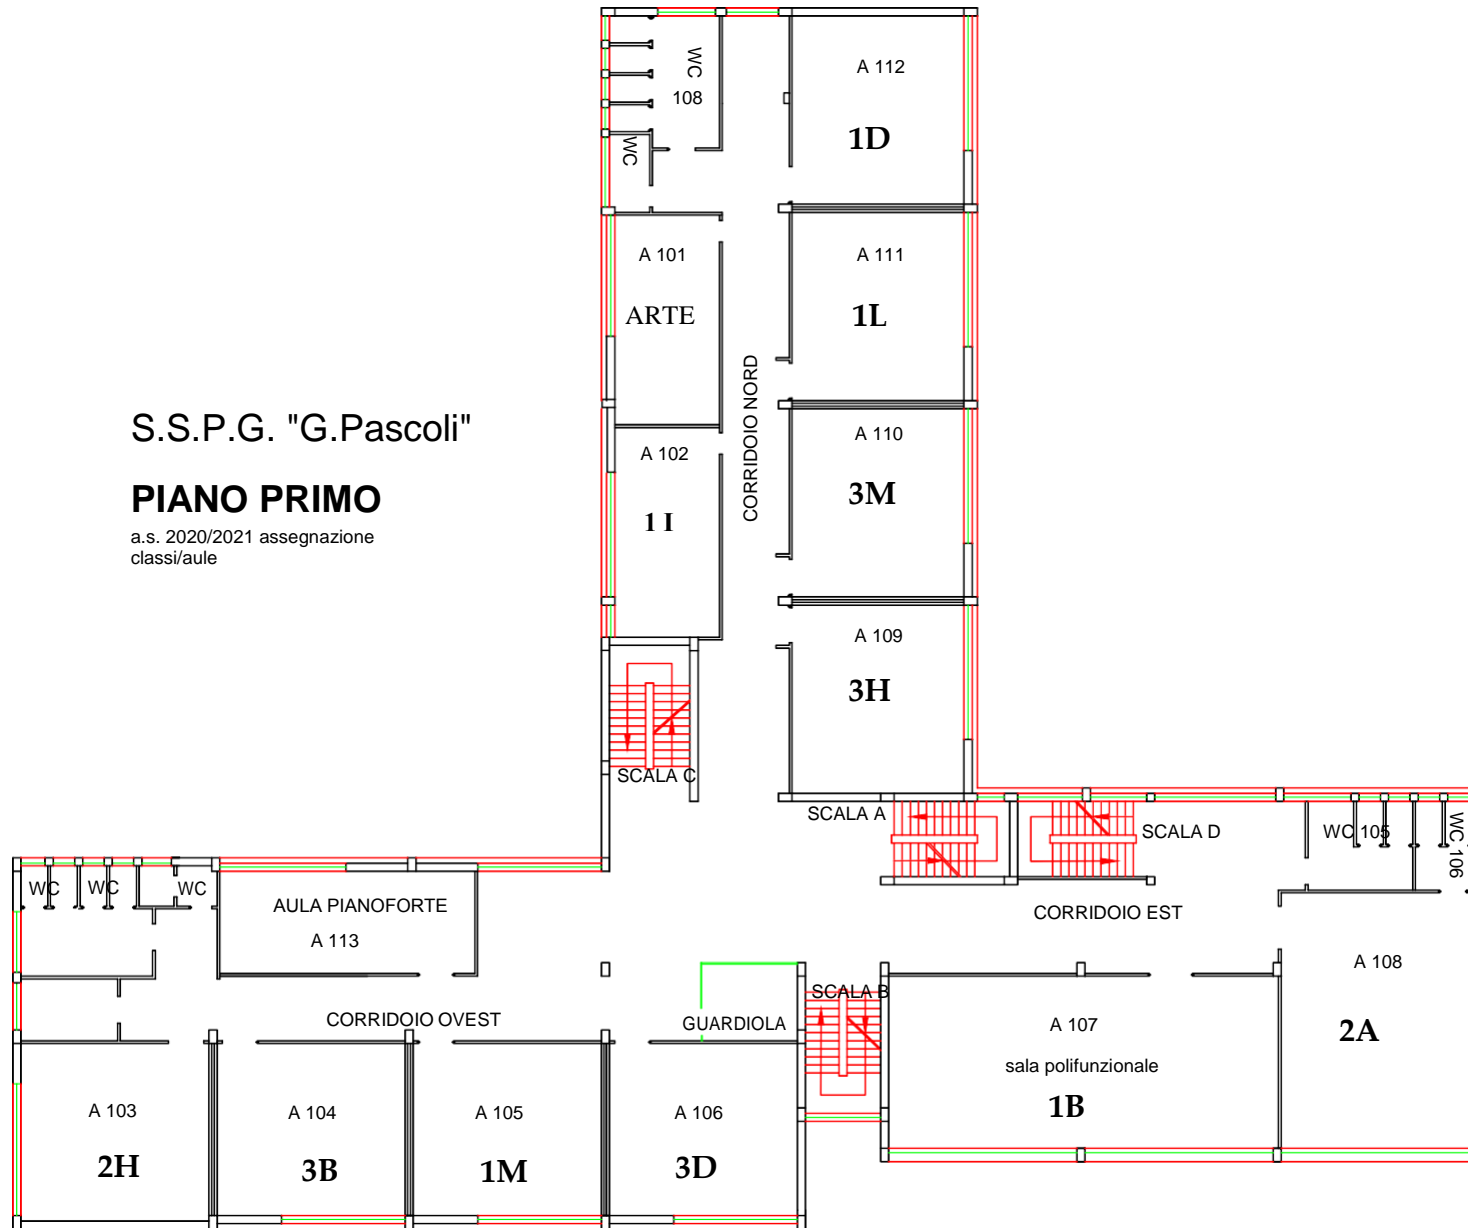 WC
108
WC
A 112
1D
A 101
ARTE
A 111
1L
CORRIDOIO NORD
S.S.P.G. "G.Pascoli"
PIANO PRIMO
a.s. 2020/2021 assegnazione
classi/aule
A 102
1 I
A 110
3M
A 109
3H
SCALA C
SCALA A
SCALA D
WC 105
WC 106
WC
WC
WC
AULA PIANOFORTE
A 113
CORRIDOIO EST
CORRIDOIO OVEST
GUARDIOLA
SCALA B
A 107
sala polifunzionale
1B
A 108
2A
A 103
2H
A 104
3B
A 105
1M
A 106
3D